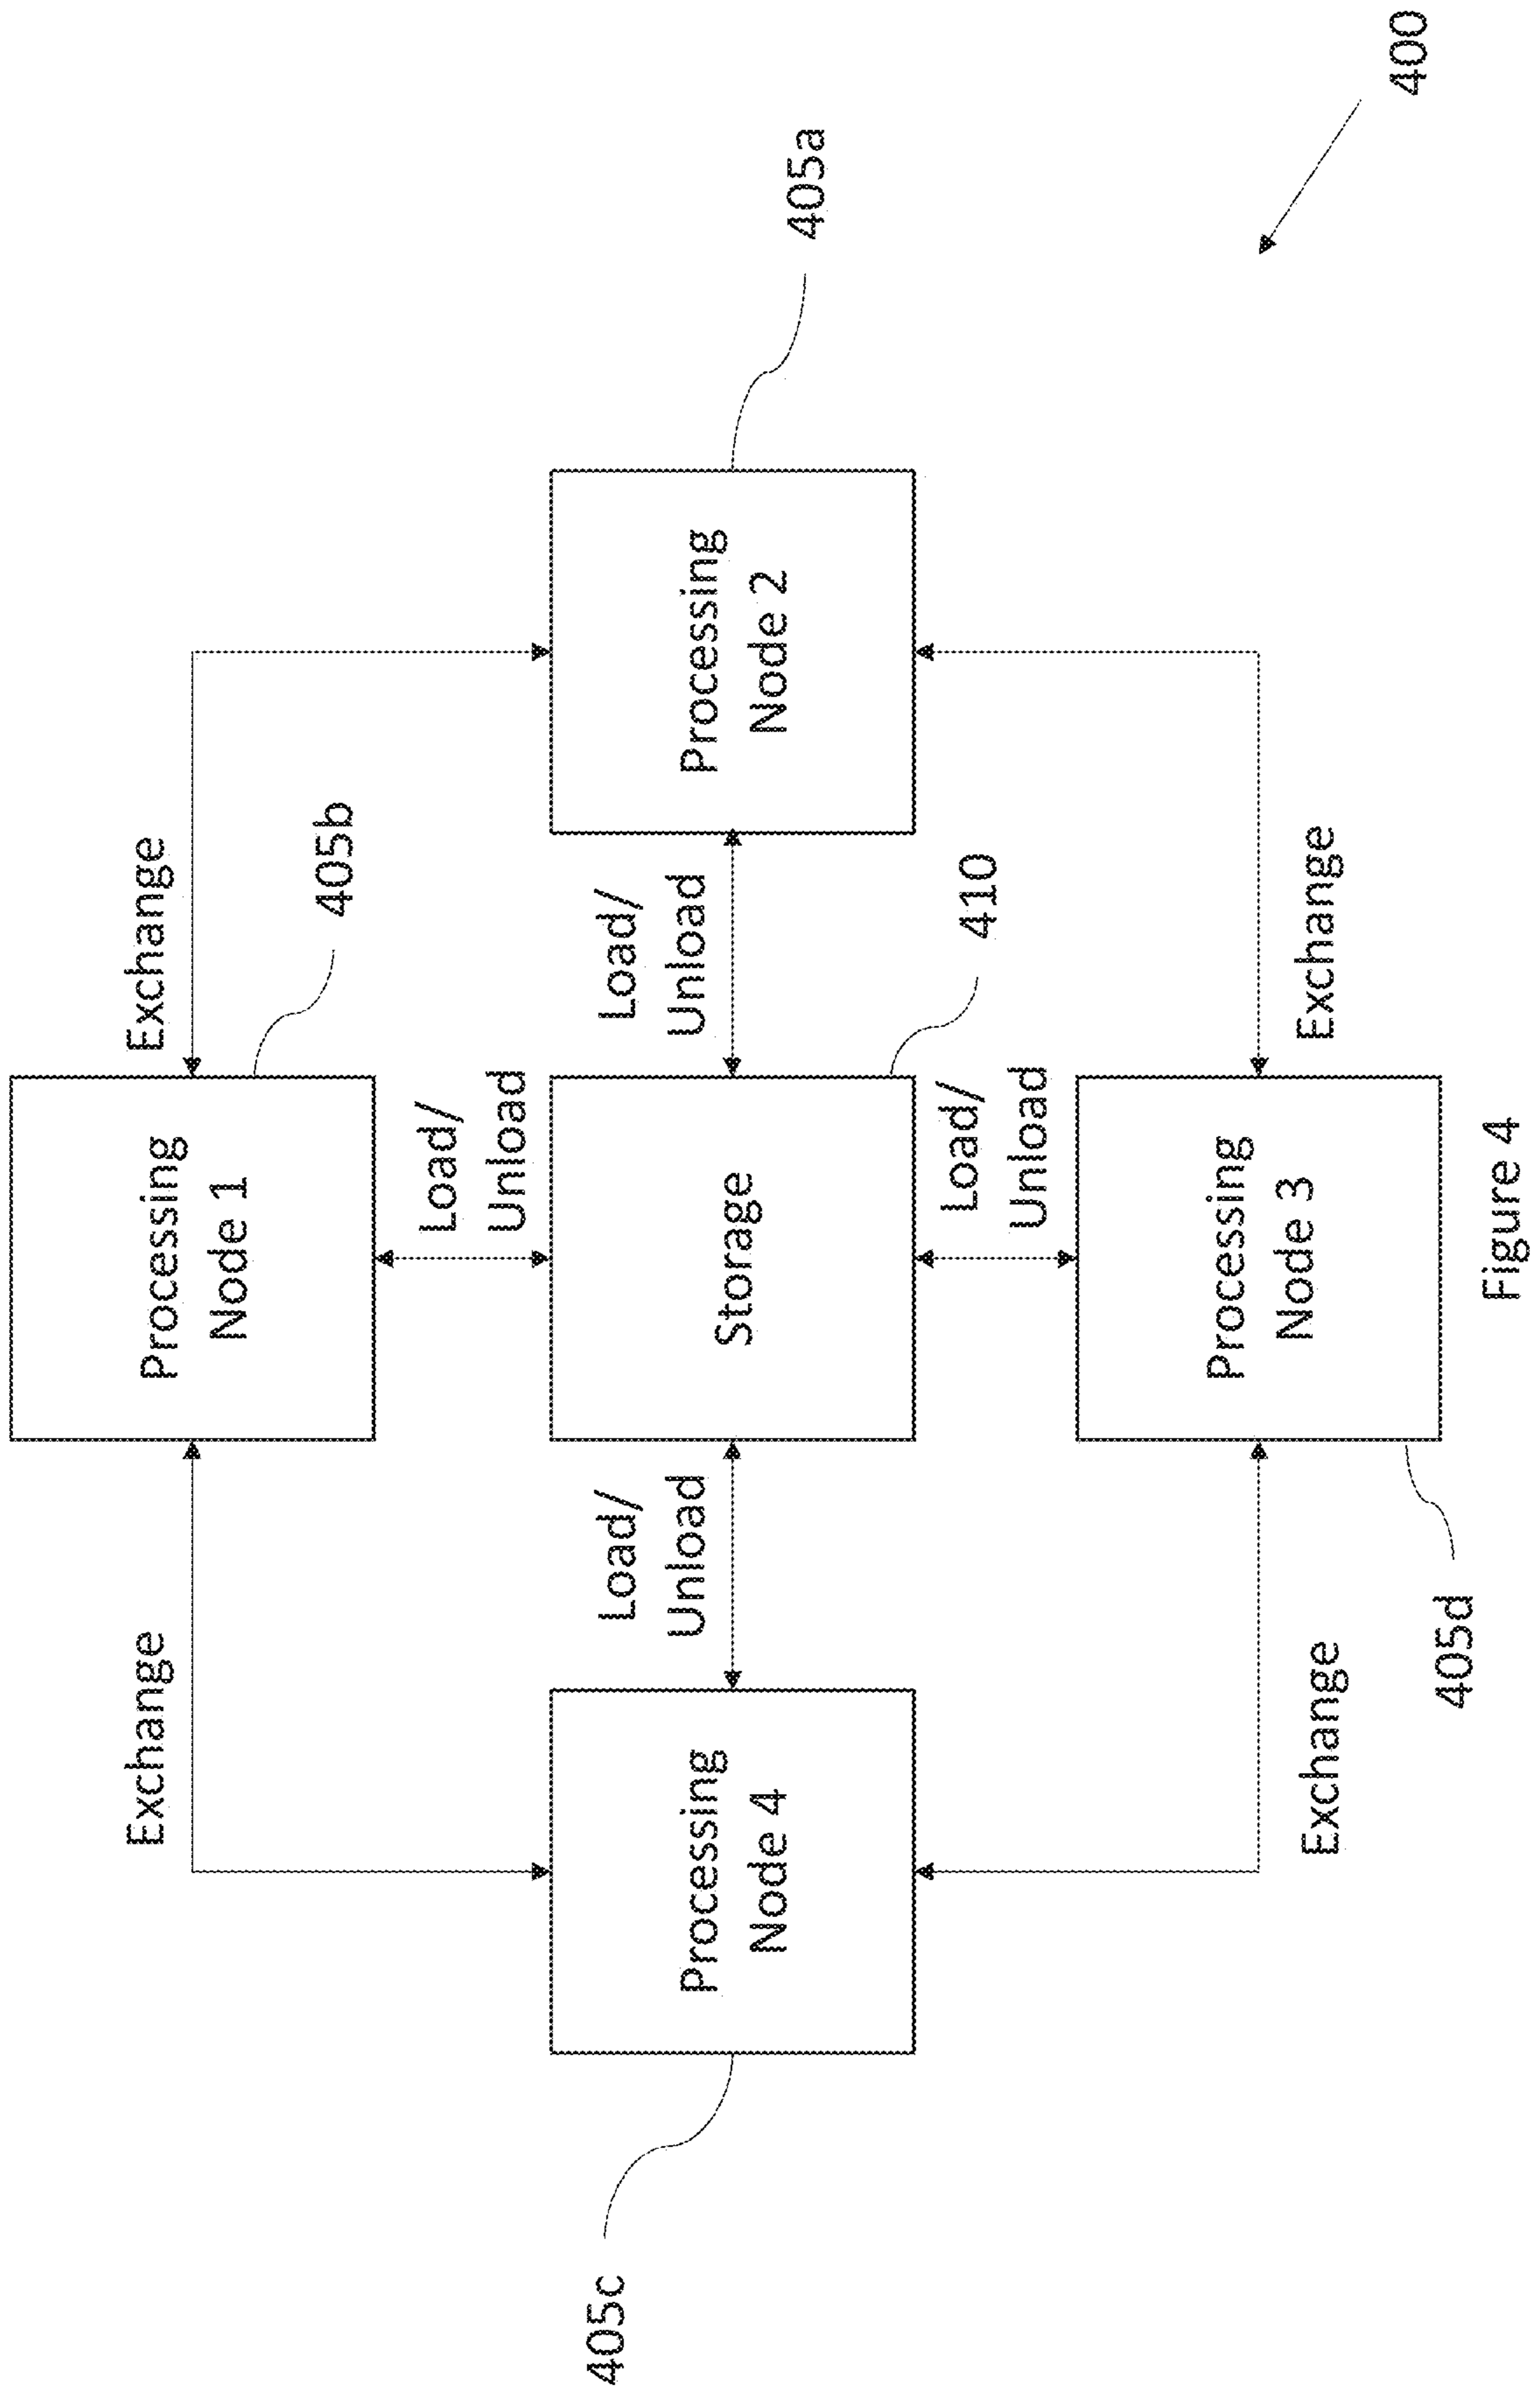 Exchange
Processing
Node 1
Exchange
405b
Load/
Unload
405c
Load/
Unload
Load/
Unload
Processing
Node 4
Storage
Processing
Node 2
405a
Load/
Unload
410
Processing
Node 3
Exchange
Exchange
400
405d
Figure 4